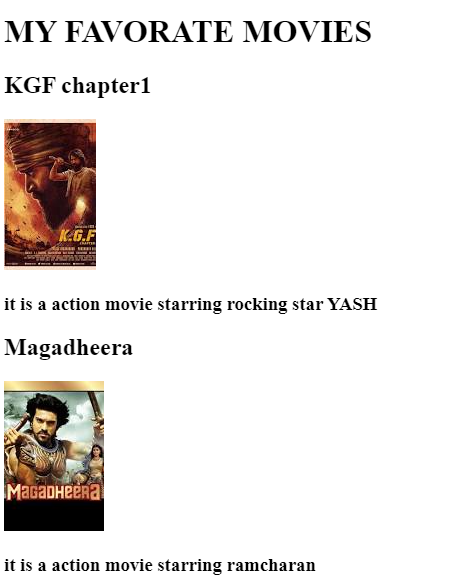 MY FAVORATE MOVIES
KGF chapter1
K.G.F
CHAPTER
it is a action movie starring rocking star YASH
Magadheera
MAGADHEERA
it is a action movie starring ramcharan